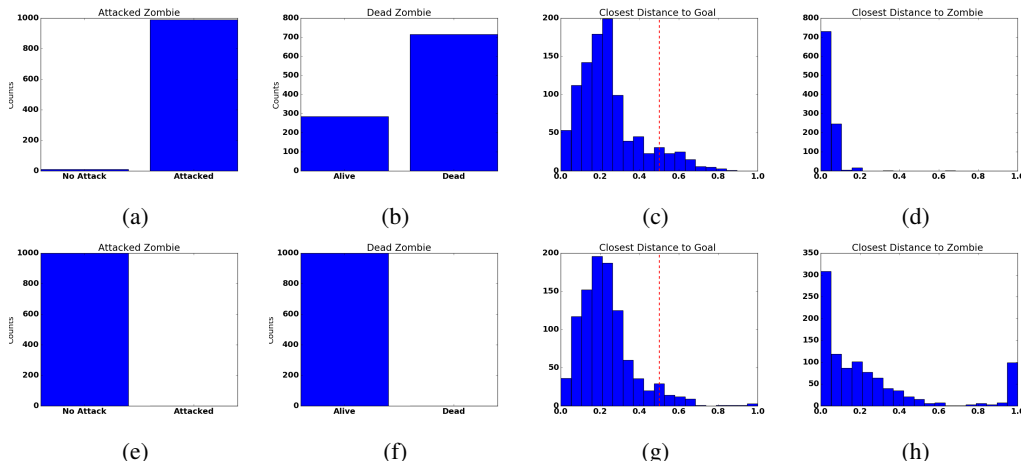 Attacked Zombie
1000
800
600
400
200
0
Counts
No Attack
Attacked
(a)
Dead Zombie
800
700
600
500
400
300
200
100
0
Counts
Alive
Dead
(b)
Closest Distance to Goal
200
150
100
50
0
0.0 0.2 0.4 0.6 0.8 1.0
(c)
Closest Distance to Zombie
800
700
600
500
400
300
200
100
0
0.0 0.2 0.4 0.6 0.8 1.0
(d)
Attacked Zombie
1000
800
600
400
200
0
Counts
No Attack
Attacked
(e)
Dead Zombie
1000
800
600
400
200
0
Counts
Alive
Dead
(f)
Closest Distance to Goal
200
150
100
50
0
0.0 0.2 0.4 0.6 0.8 1.0
(g)
Closest Distance to Zombie
350
300
250
200
150
100
50
0
0.0 0.2 0.4 0.6 0.8 1.0
(h)